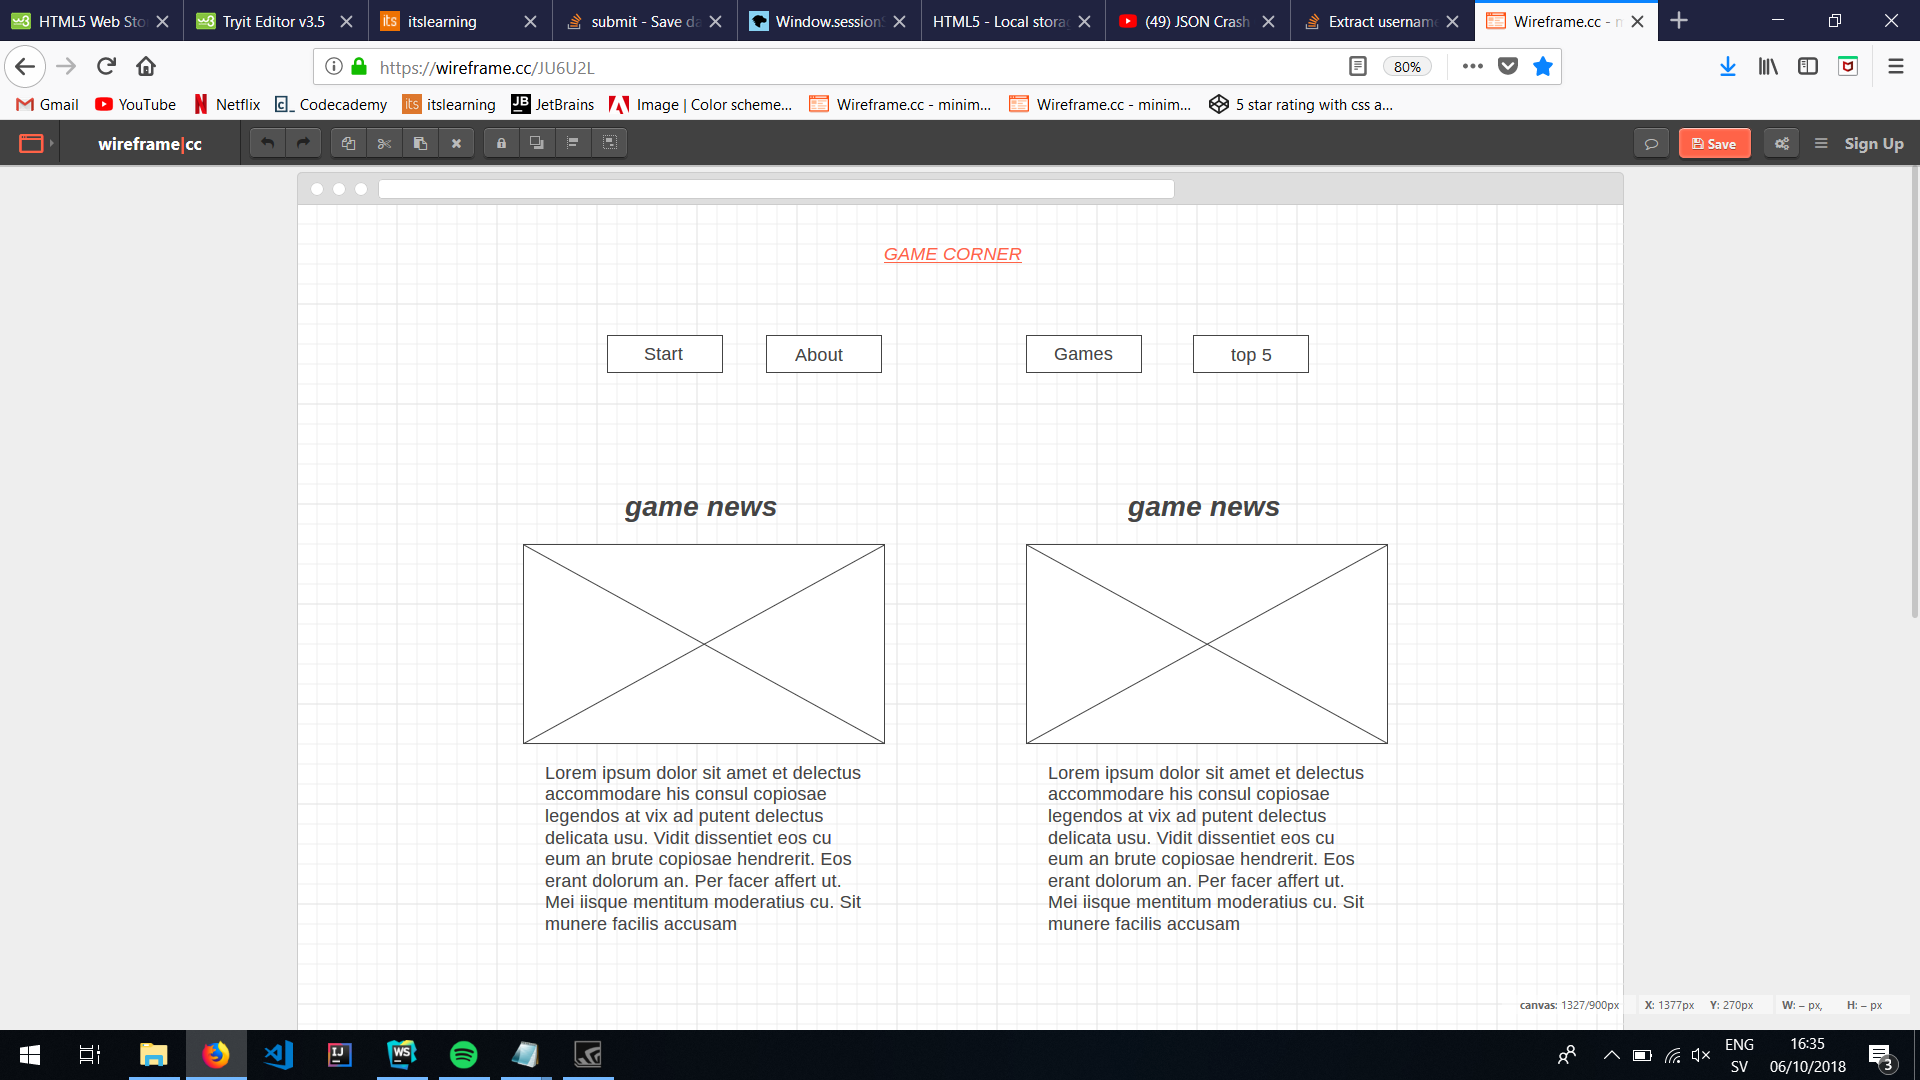 HTML5 Web Sto
Tryit Editor v3.5
itslearning
submit - Save da
Window.session
HTML5 - Local storag
(49) JSON Crash
Extract username
Wireframe.cc - m
https://wireframe.cc/JU6U2L
80%
Gmail
YouTube
Netflix
Codecademy
itslearning
JetBrains
Image | Color scheme...
Wireframe.cc - minim...
Wireframe.cc - minim...
5 star rating with css a...
wireframe|cc
Save
Sign Up
GAME CORNER
Start
About
Games
top 5
game news
Lorem ipsum dolor sit amet et delectus
accommodare his consul copiosae
legendos at vix ad putent delectus
delicata usu. Vidit dissentiet eos cu
eum an brute copiosae hendrerit. Eos
erant dolorum an. Per facer affert ut.
Mei iisque mentitum moderatius cu. Sit
munere facilis accusam
game news
Lorem ipsum dolor sit amet et delectus
accommodare his consul copiosae
legendos at vix ad putent delectus
delicata usu. Vidit dissentiet eos cu
eum an brute copiosae hendrerit. Eos
erant dolorum an. Per facer affert ut.
Mei iisque mentitum moderatius cu. Sit
munere facilis accusam
canvas: 1327/900px
X: 1377px
Y: 270px
W: – px,
H: – px
ENG
SV
16:35
06/10/2018
3